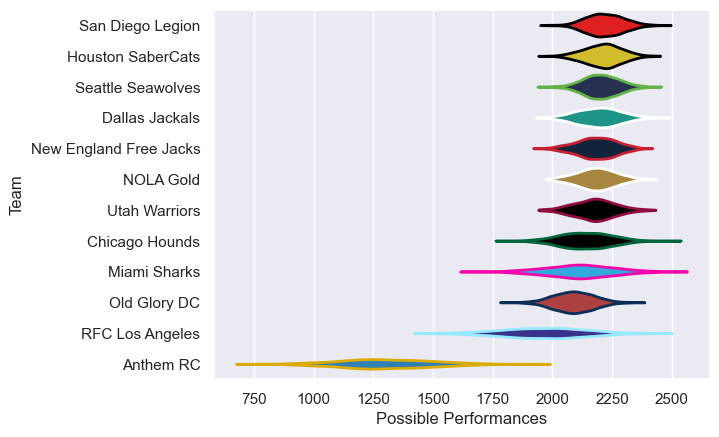 San Diego Legion
Houston SaberCats
Seattle Seawolves
Dallas Jackals
New England Free Jacks
NOLA Gold
Utah Warriors
Chicago Hounds
Miami Sharks
Old Glory DC
RFC Los Angeles
Anthem RC
Team
750 1000 1250 1500 1750 2000 2250 2500
Possible Performances